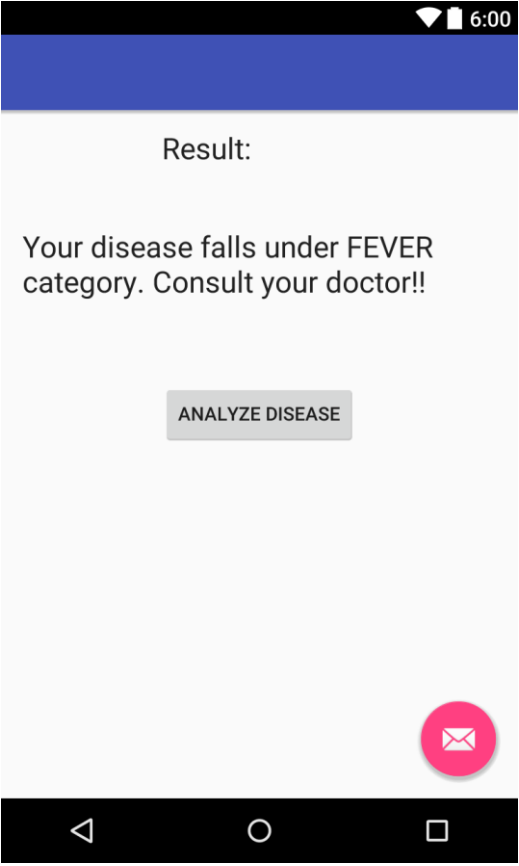 6:00
Result:
Your disease falls under FEVER
category. Consult your doctor!!
ANALYZE DISEASE